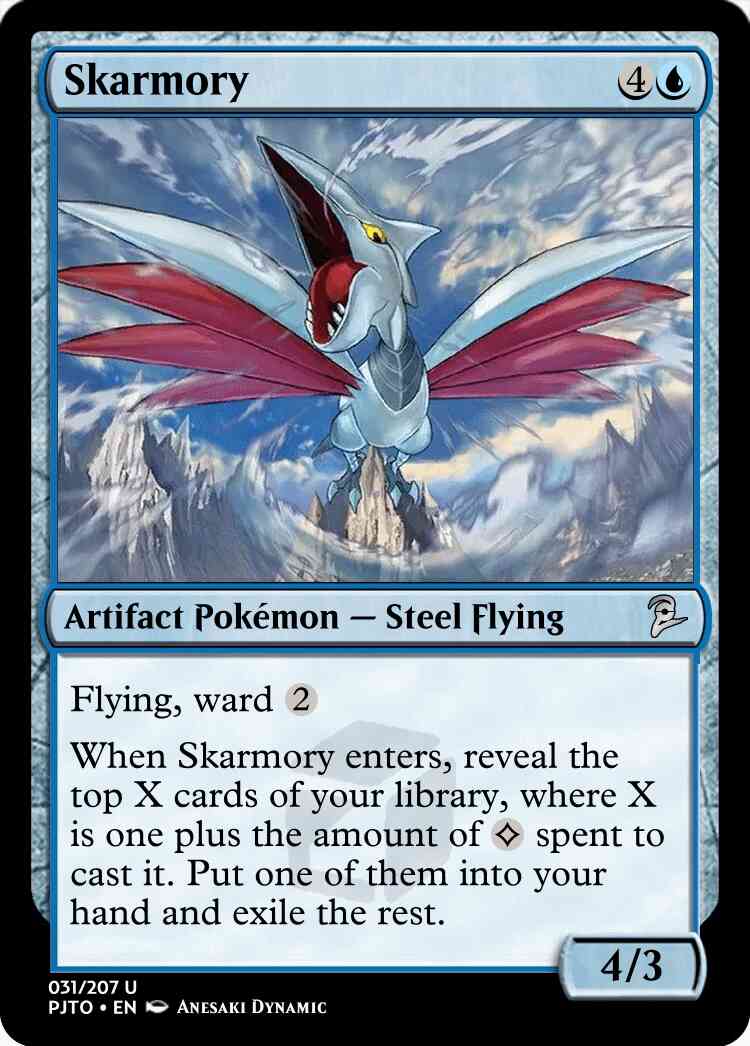 Skarmory 4
Artifact Pokémon — Steel Flying
Flying, ward 2
When Skarmory enters, reveal the
top X cards of your library, where X
is one plus the amount of spent to
cast it. Put one of them into your
hand and exile the rest.
4/3
031/207 U
PJTO • EN Anesaki Dynamic